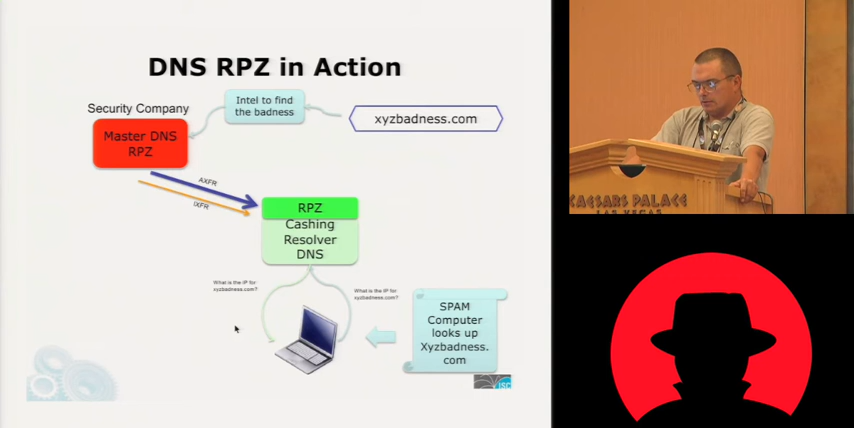 DNS RPZ in Action
Security Company
Intel to find
the badness
xyzbadness.com
Master DNS
RPZ
AXFR
IXFR
RPZ
Cashing
Resolver
DNS
What is the IP for
xyzbadness.com?
What is the IP for
xyzbadness.com?
SPAM
Computer
looks up
Xyzbadness.
com
isc
CAESARS PALACE
LAS VEGAS